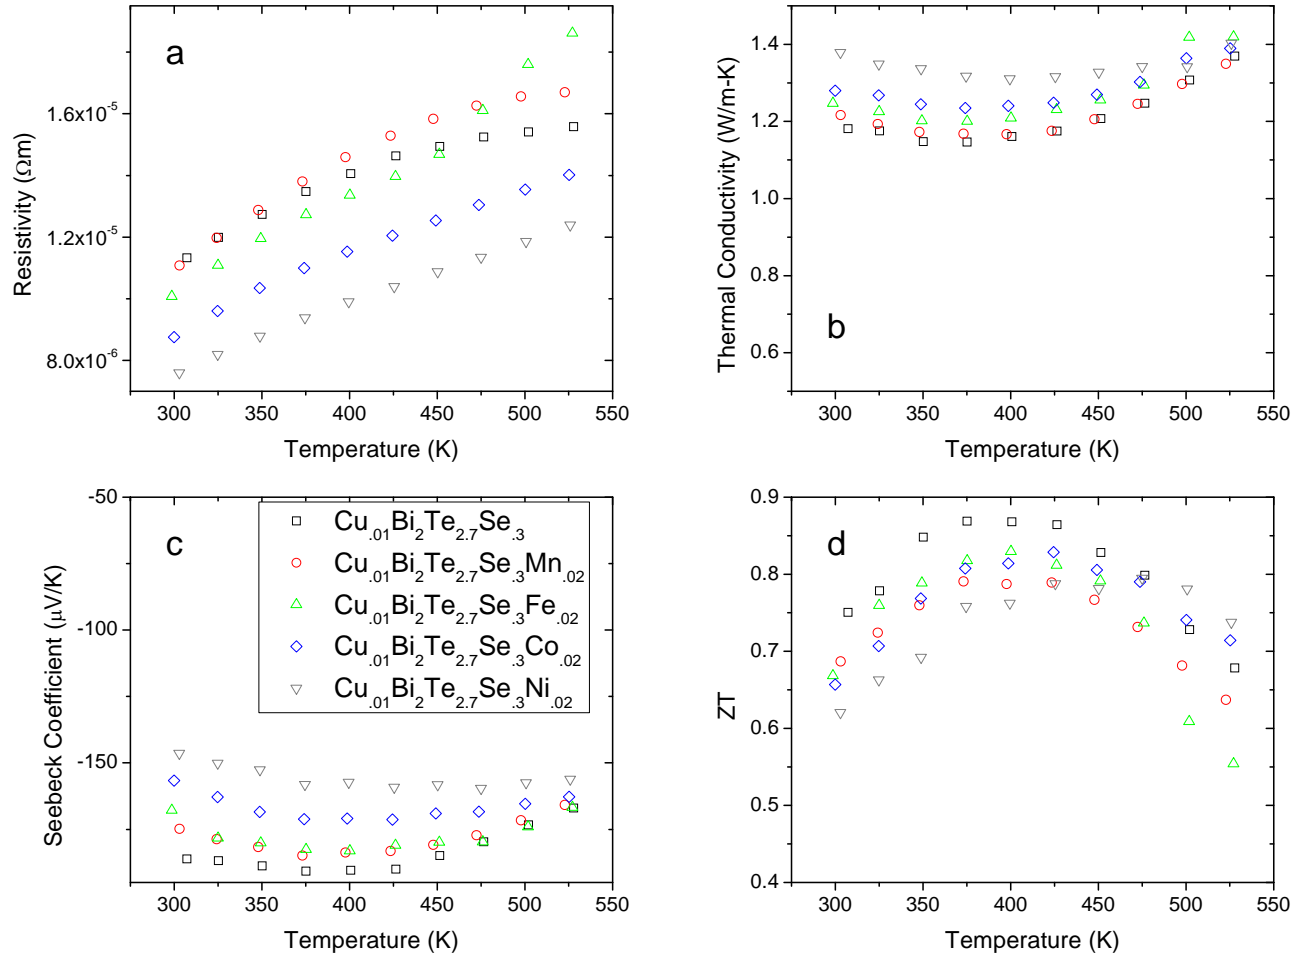 a
Resistivity (Ωm)
1.6x10⁻⁵
1.2x10⁻⁵
8.0x10⁻⁶
300 350 400 450 500 550
Temperature (K)
b
Thermal Conductivity (W/m-K)
1.4
1.2
1.0
0.8
0.6
300 350 400 450 500 550
Temperature (K)
c
Seebeck Coefficient (μV/K)
-50
-100
-150
Cu.01Bi2Te2.7Se.3
Cu.01Bi2Te2.7Se.3Mn.02
Cu.01Bi2Te2.7Se.3Fe.02
Cu.01Bi2Te2.7Se.3Co.02
Cu.01Bi2Te2.7Se.3Ni.02
300 350 400 450 500 550
Temperature (K)
d
ZT
0.9
0.8
0.7
0.6
0.5
0.4
300 350 400 450 500 550
Temperature (K)